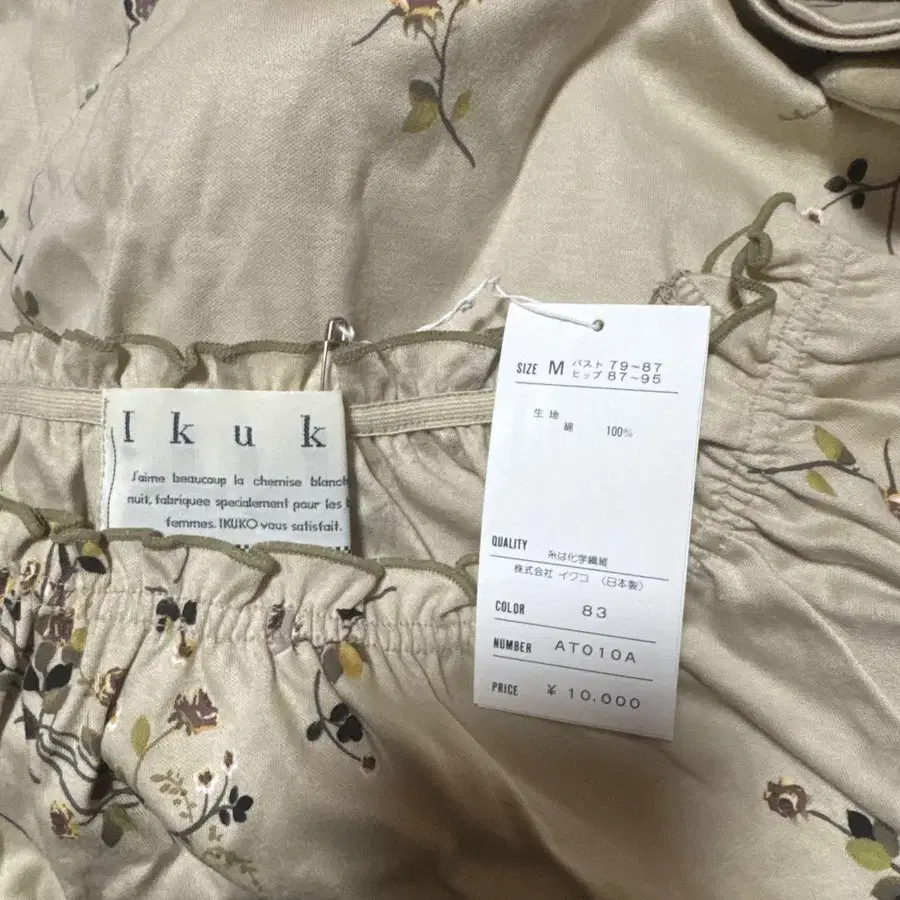 Ikuk
J'aime beaucoup la chemise blanch
nuit, fabriquee specialement pour les
femmes. IKUKO vous satisfait.
SIZE M バスト 79~87
ヒップ 87~95
生地
綿 100%
QUALITY
糸は化学繊維
株式会社 イクコ (日本製)
COLOR 83
NUMBER AT010A
PRICE ¥ 10.000